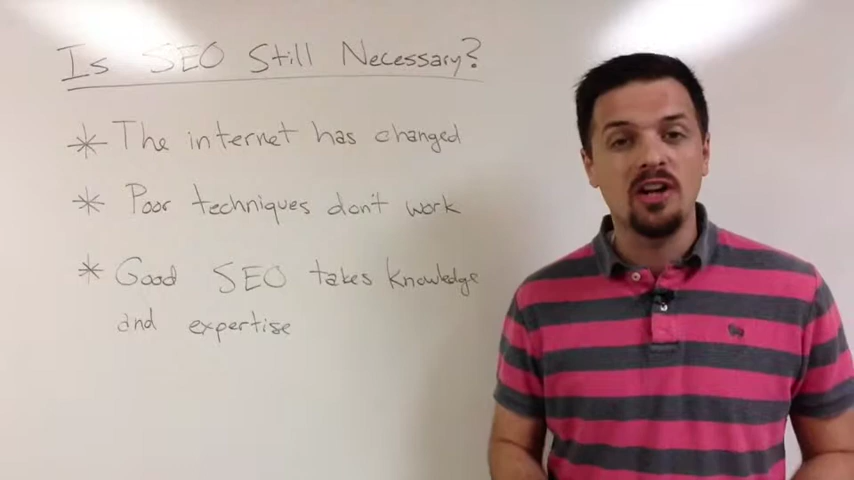 Is SEO Still Necessary?
* The internet has changed
* Poor techniques don't work
* Good SEO takes knowledge
and expertise